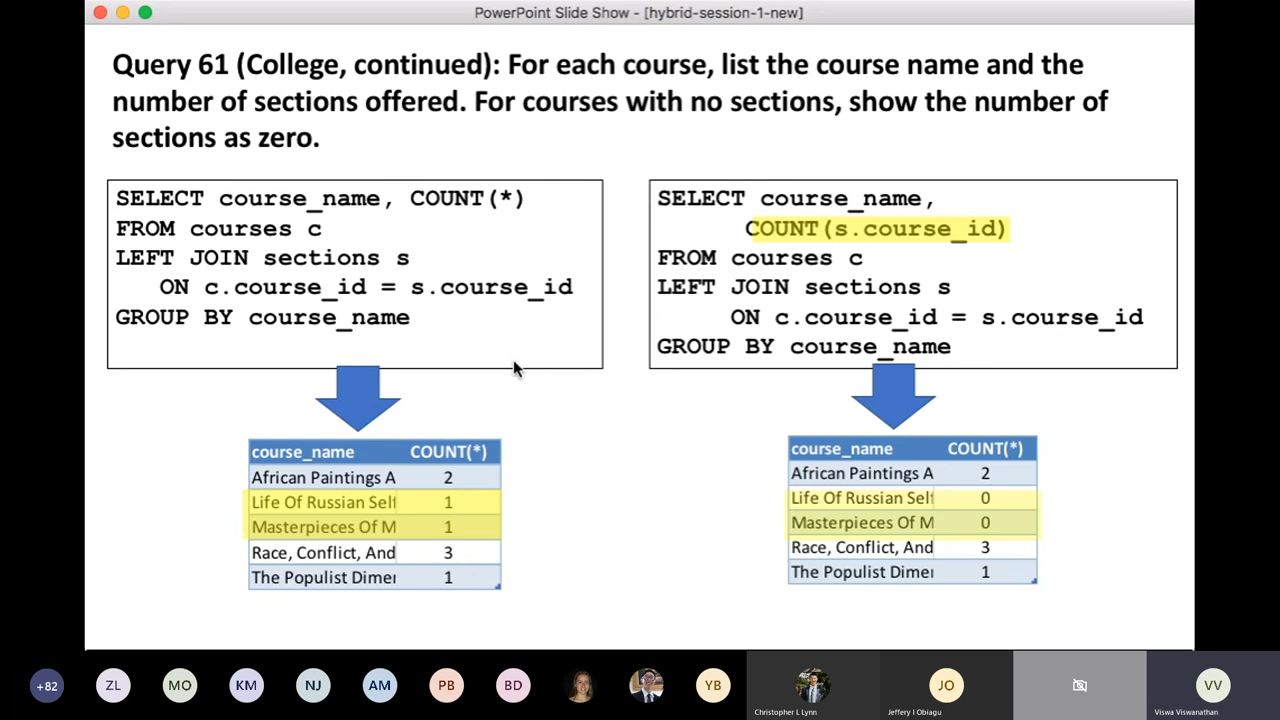 PowerPoint Slide Show - [hybrid-session-1-new]
Query 61 (College, continued): For each course, list the course name and the
number of sections offered. For courses with no sections, show the number of
sections as zero.
SELECT course_name, COUNT(*)
FROM courses c
LEFT JOIN sections s
ON c.course_id = s.course_id
GROUP BY course_name
SELECT course_name,
COUNT(s.course_id)
FROM courses c
LEFT JOIN sections s
ON c.course_id = s.course_id
GROUP BY course_name
course_name COUNT(*)
African Paintings A 2
Life Of Russian Self 1
Masterpieces Of M 1
Race, Conflict, And 3
The Populist Dimen 1
course_name COUNT(*)
African Paintings A 2
Life Of Russian Self 0
Masterpieces Of M 0
Race, Conflict, And 3
The Populist Dimen 1
+82 ZL MO KM NJ AM PB BD YB JO VV
Christopher L Lynn
Jeffery I Obiagu
Viswa Viswanathan